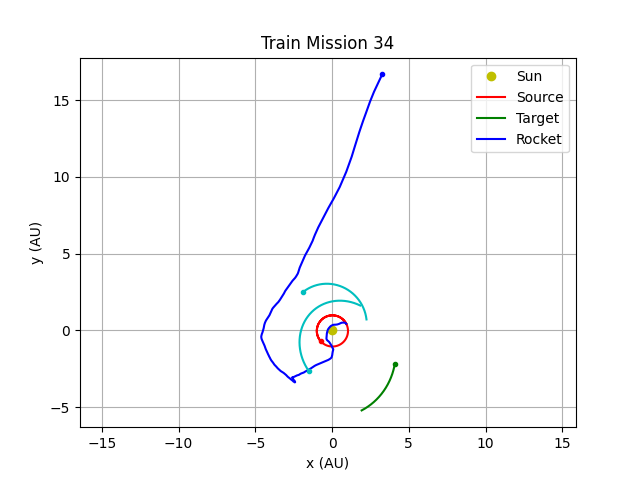 Train Mission 34
Sun
Source
Target
Rocket
15
10
5
0
−5
y (AU)
−15
−10
−5
0
5
10
15
x (AU)